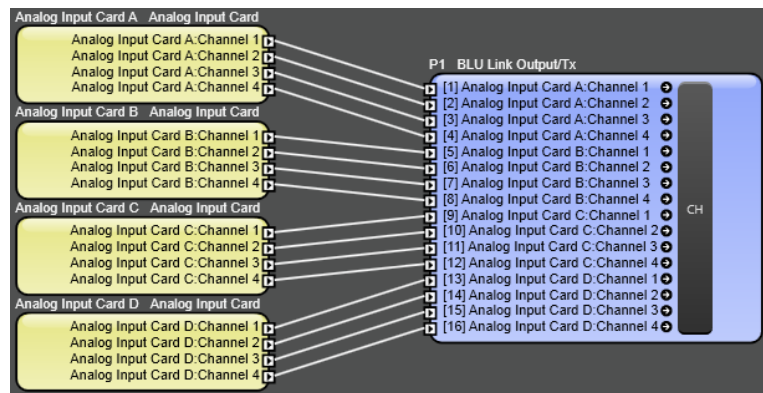 Analog Input Card A Analog Input Card
Analog Input Card A:Channel 1
Analog Input Card A:Channel 2
Analog Input Card A:Channel 3
Analog Input Card A:Channel 4
Analog Input Card B Analog Input Card
Analog Input Card B:Channel 1
Analog Input Card B:Channel 2
Analog Input Card B:Channel 3
Analog Input Card B:Channel 4
Analog Input Card C Analog Input Card
Analog Input Card C:Channel 1
Analog Input Card C:Channel 2
Analog Input Card C:Channel 3
Analog Input Card C:Channel 4
Analog Input Card D Analog Input Card
Analog Input Card D:Channel 1
Analog Input Card D:Channel 2
Analog Input Card D:Channel 3
Analog Input Card D:Channel 4
P1 BLU Link Output/Tx
[1] Analog Input Card A:Channel 1
[2] Analog Input Card A:Channel 2
[3] Analog Input Card A:Channel 3
[4] Analog Input Card A:Channel 4
[5] Analog Input Card B:Channel 1
[6] Analog Input Card B:Channel 2
[7] Analog Input Card B:Channel 3
[8] Analog Input Card B:Channel 4
[9] Analog Input Card C:Channel 1
[10] Analog Input Card C:Channel 2
[11] Analog Input Card C:Channel 3
[12] Analog Input Card C:Channel 4
[13] Analog Input Card D:Channel 1
[14] Analog Input Card D:Channel 2
[15] Analog Input Card D:Channel 3
[16] Analog Input Card D:Channel 4
CH